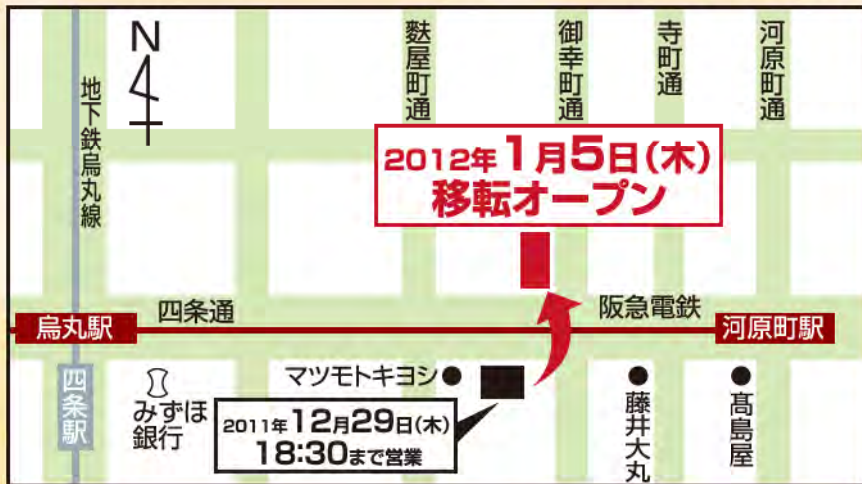 N
地下鉄烏丸線
麩屋町通
御幸町通
寺町通
河原町通
2012年1月5日(木)
移転オープン
四条通
阪急電鉄
烏丸駅
河原町駅
四条駅
みずほ
銀行
マツモトキヨシ
2011年12月29日(木)
18:30まで営業
藤井大丸
髙島屋